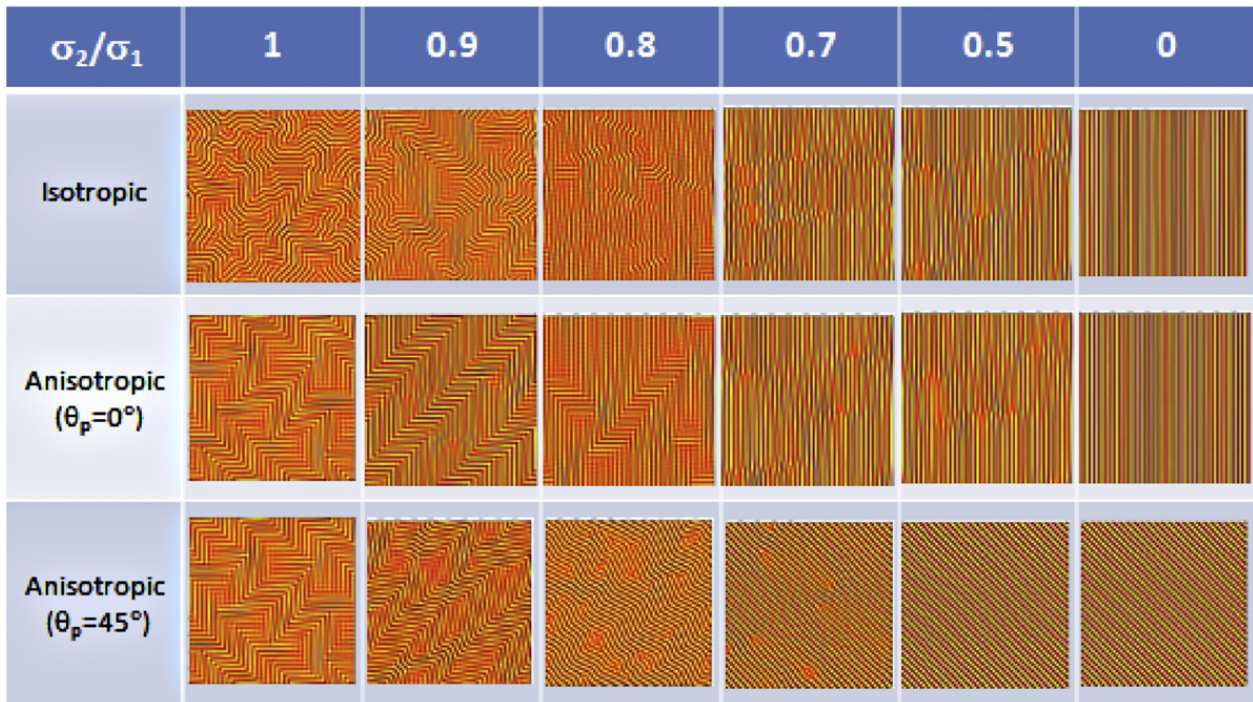 σ₂/σ₁ 1 0.9 0.8 0.7 0.5 0
Isotropic
Anisotropic
(θₚ=0°)
Anisotropic
(θₚ=45°)